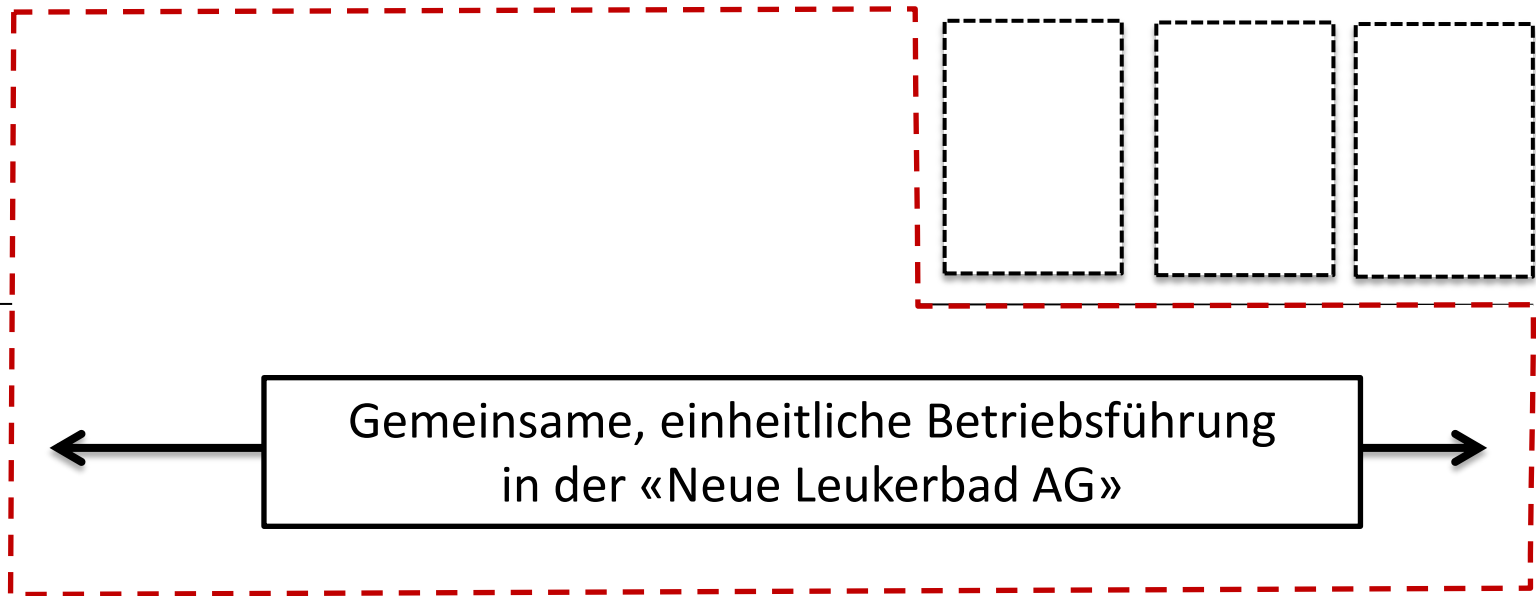 Gemeinsame, einheitliche Betriebsführung
in der «Neue Leukerbad AG»